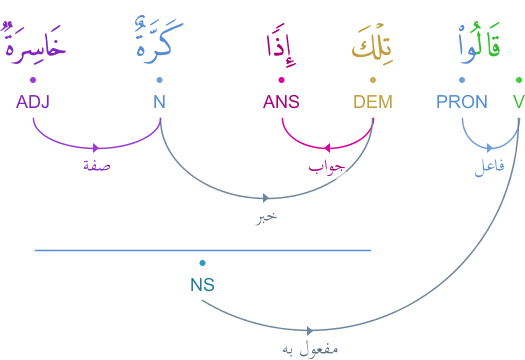 قَالُوا۟ تِلْكَ إِذًا كَرَّةٌ خَاسِرَةٌ
V PRON DEM ANS N ADJ
فاعل جواب صفة
خبر
NS
مفعول به